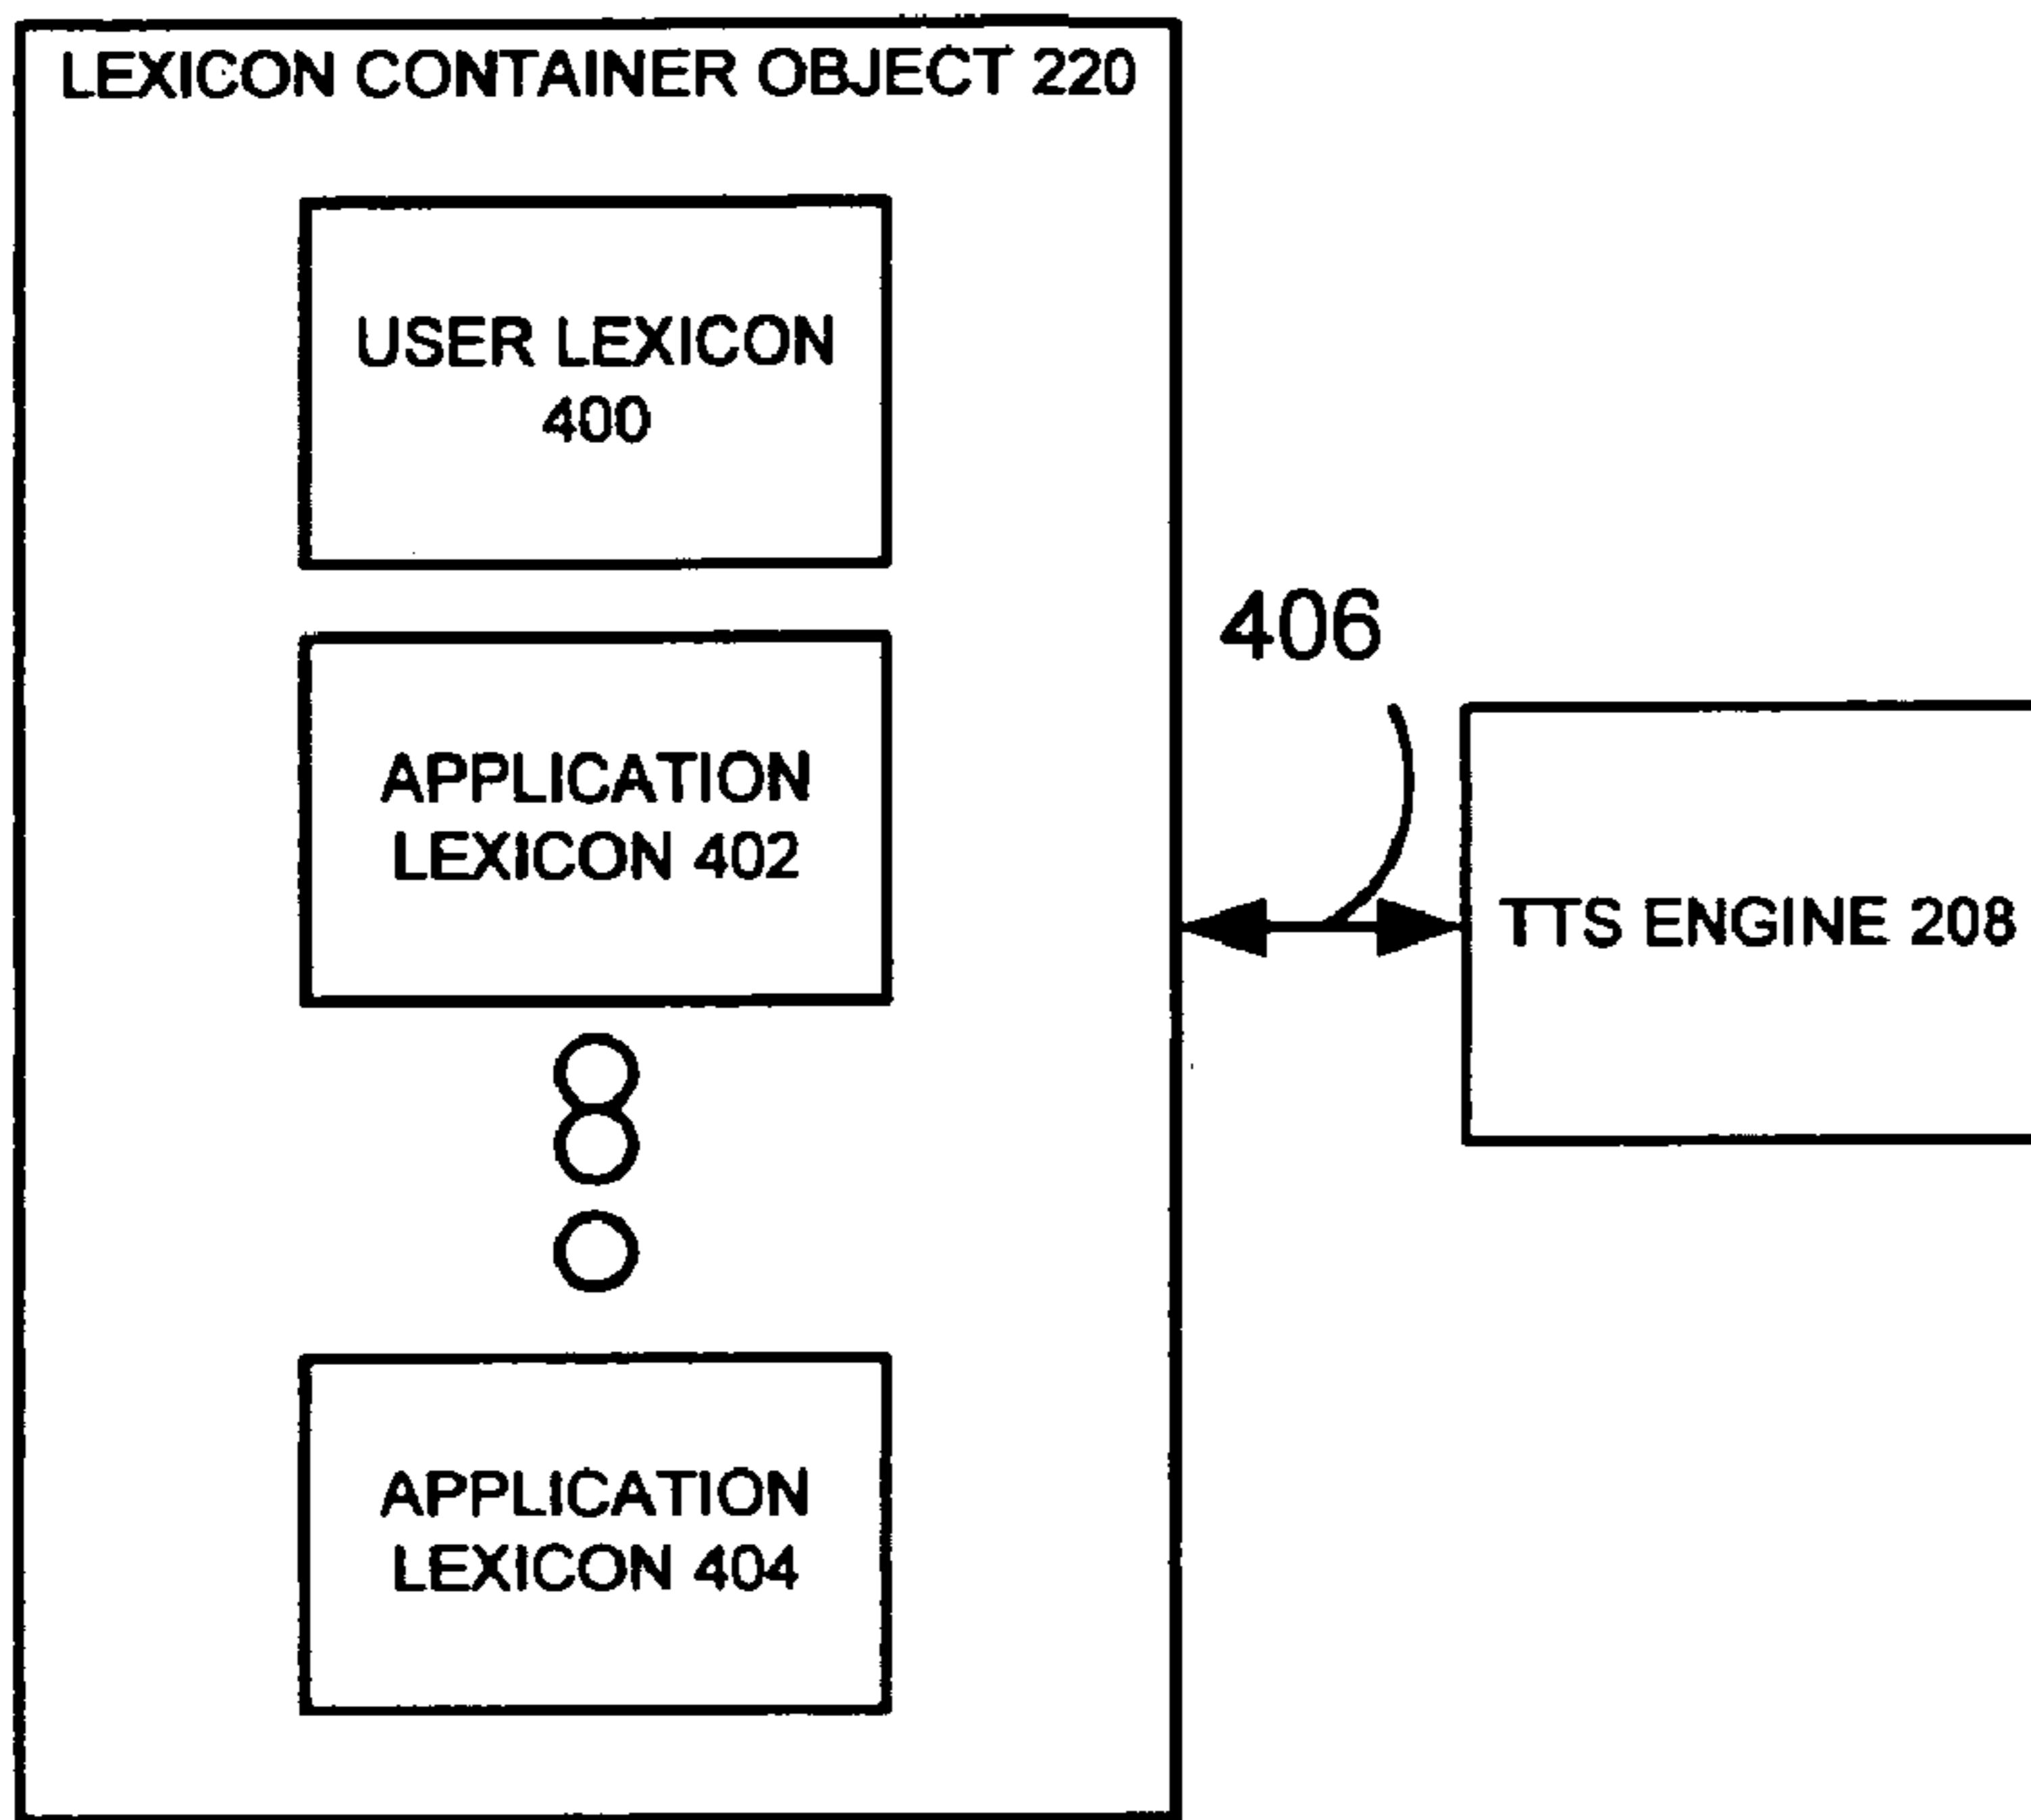 LEXICON CONTAINER OBJECT 220
USER LEXICON
400
APPLICATION
LEXICON 402
406
TTS ENGINE 208
APPLICATION
LEXICON 404